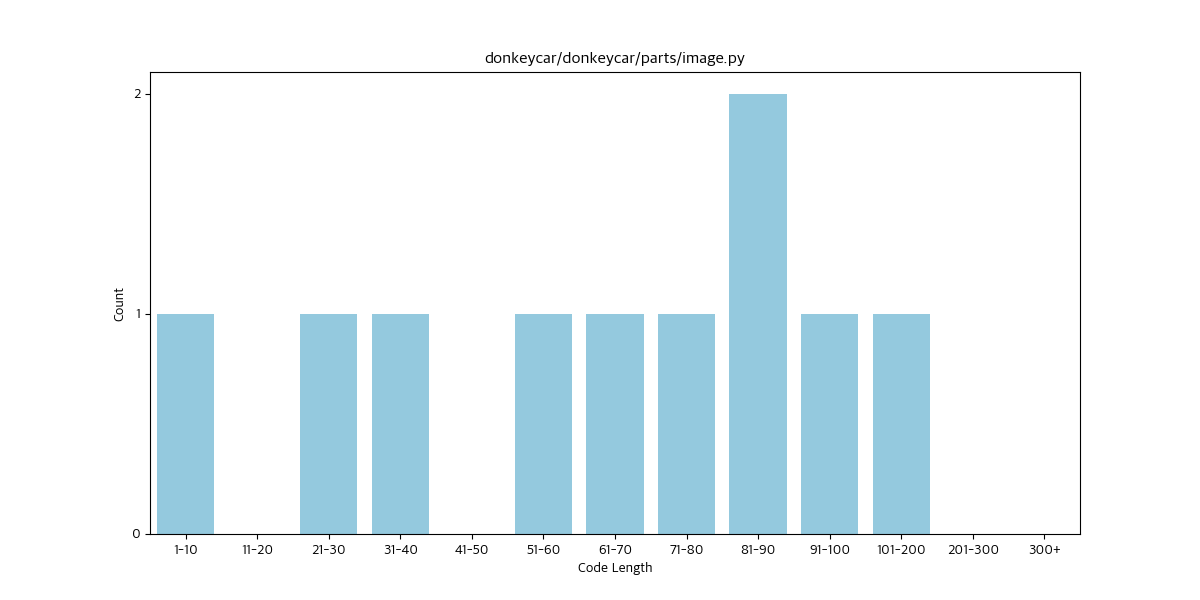 donkeycar/donkeycar/parts/image.py
2
1
0
Count
1-10 11-20 21-30 31-40 41-50 51-60 61-70 71-80 81-90 91-100 101-200 201-300 300+
Code Length